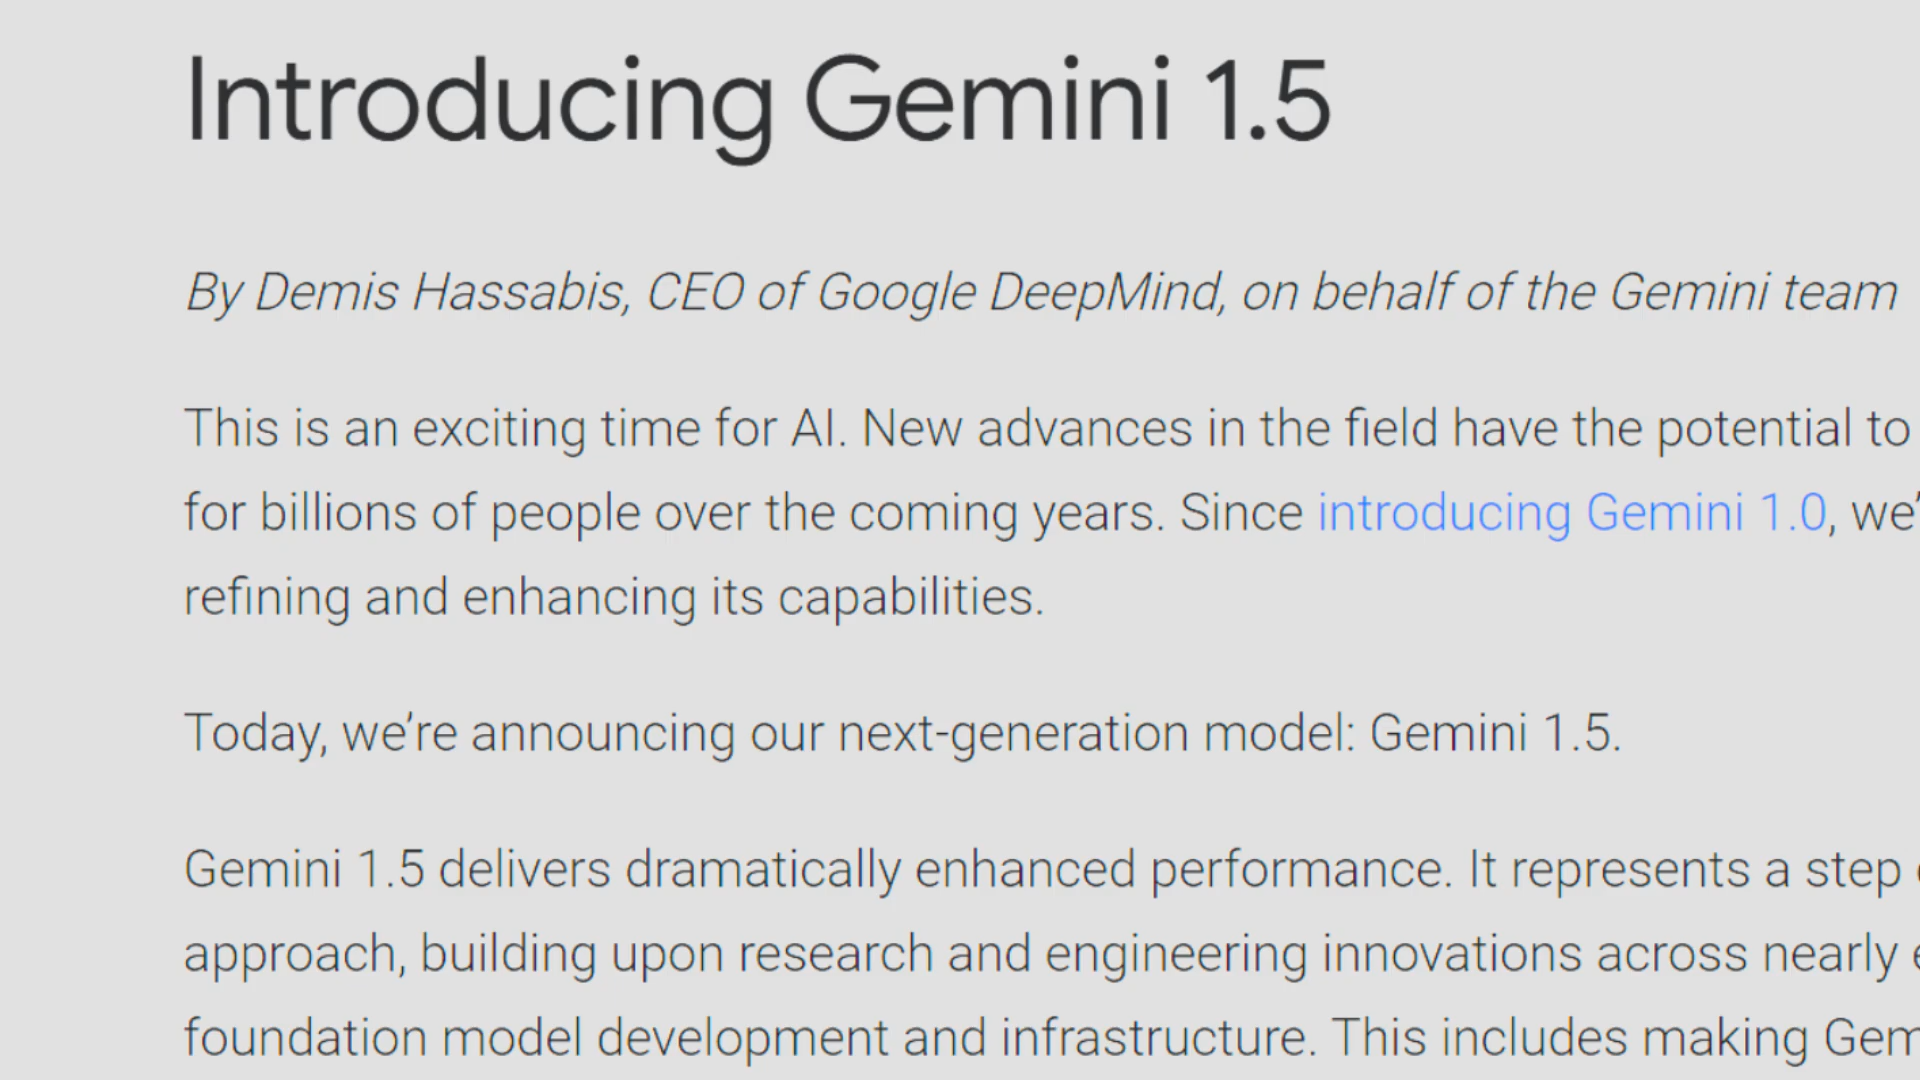 Introducing Gemini 1.5
By Demis Hassabis, CEO of Google DeepMind, on behalf of the Gemini team
This is an exciting time for AI. New advances in the field have the potential to
for billions of people over the coming years. Since introducing Gemini 1.0, we’
refining and enhancing its capabilities.
Today, we’re announcing our next-generation model: Gemini 1.5.
Gemini 1.5 delivers dramatically enhanced performance. It represents a step
approach, building upon research and engineering innovations across nearly
foundation model development and infrastructure. This includes making Gem